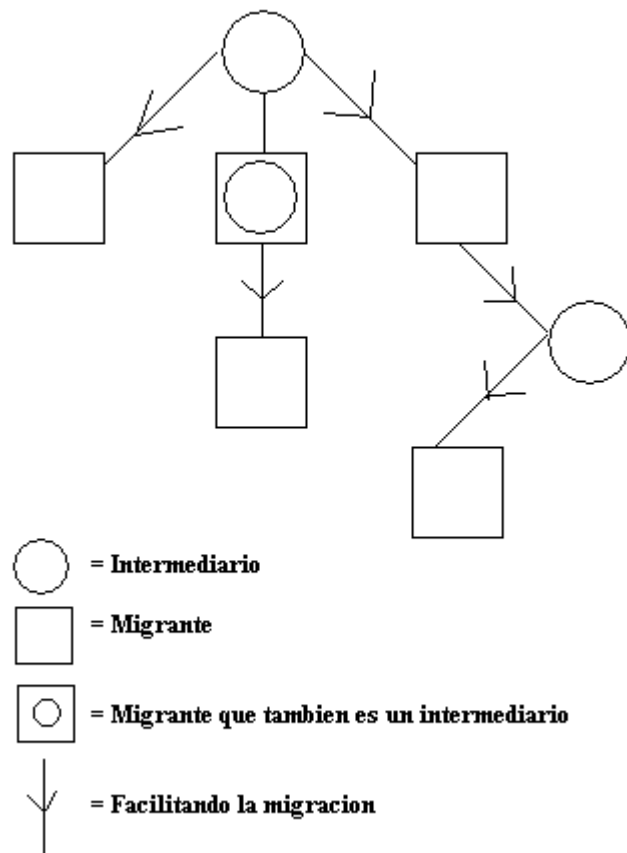 = Intermediario
= Migrante
= Migrante que tambien es un intermediario
= Facilitando la migracion